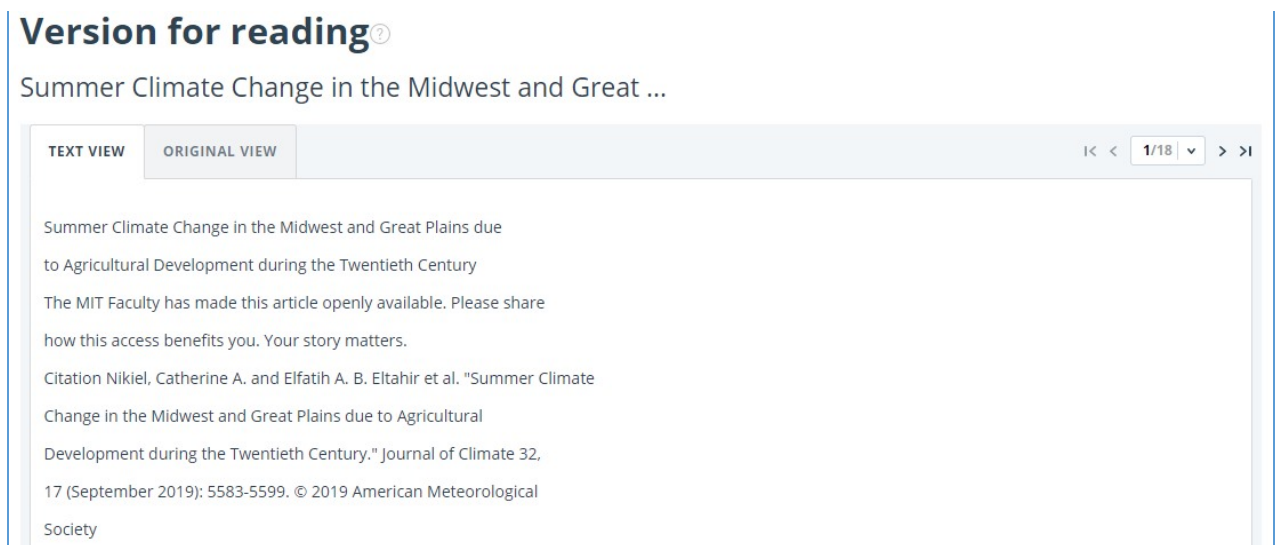 Version for reading
Summer Climate Change in the Midwest and Great ...
TEXT VIEW ORIGINAL VIEW 1/18
Summer Climate Change in the Midwest and Great Plains due
to Agricultural Development during the Twentieth Century
The MIT Faculty has made this article openly available. Please share
how this access benefits you. Your story matters.
Citation Nikiel, Catherine A. and Elfatih A. B. Eltahir et al. "Summer Climate
Change in the Midwest and Great Plains due to Agricultural
Development during the Twentieth Century." Journal of Climate 32,
17 (September 2019): 5583-5599. © 2019 American Meteorological
Society